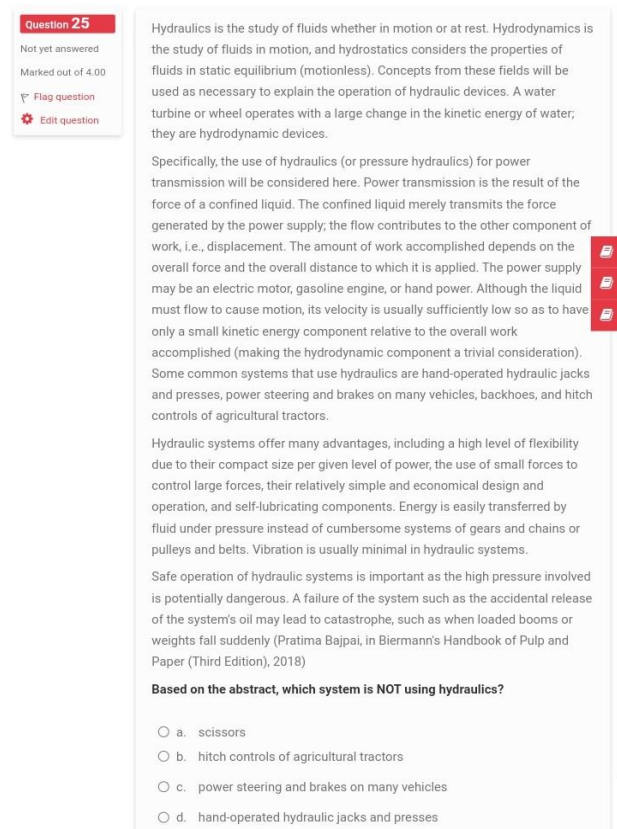 Question 25
Not yet answered
Marked out of 4.00
Flag question
Edit question
Hydraulics is the study of fluids whether in motion or at rest. Hydrodynamics is
the study of fluids in motion, and hydrostatics considers the properties of
fluids in static equilibrium (motionless). Concepts from these fields will be
used as necessary to explain the operation of hydraulic devices. A water
turbine or wheel operates with a large change in the kinetic energy of water;
they are hydrodynamic devices.
Specifically, the use of hydraulics (or pressure hydraulics) for power
transmission will be considered here. Power transmission is the result of the
force of a confined liquid. The confined liquid merely transmits the force
generated by the power supply; the flow contributes to the other component of
work, i.e., displacement. The amount of work accomplished depends on the
overall force and the overall distance to which it is applied. The power supply
may be an electric motor, gasoline engine, or hand power. Although the liquid
must flow to cause motion, its velocity is usually sufficiently low so as to have
only a small kinetic energy component relative to the overall work
accomplished (making the hydrodynamic component a trivial consideration).
Some common systems that use hydraulics are hand-operated hydraulic jacks
and presses, power steering and brakes on many vehicles, backhoes, and hitch
controls of agricultural tractors.
Hydraulic systems offer many advantages, including a high level of flexibility
due to their compact size per given level of power, the use of small forces to
control large forces, their relatively simple and economical design and
operation, and self-lubricating components. Energy is easily transferred by
fluid under pressure instead of cumbersome systems of gears and chains or
pulleys and belts. Vibration is usually minimal in hydraulic systems.
Safe operation of hydraulic systems is important as the high pressure involved
is potentially dangerous. A failure of the system such as the accidental release
of the system's oil may lead to catastrophe, such as when loaded booms or
weights fall suddenly (Pratima Bajpai, in Biermann's Handbook of Pulp and
Paper (Third Edition), 2018)
Based on the abstract, which system is NOT using hydraulics?
a. scissors
b. hitch controls of agricultural tractors
c. power steering and brakes on many vehicles
d. hand-operated hydraulic jacks and presses